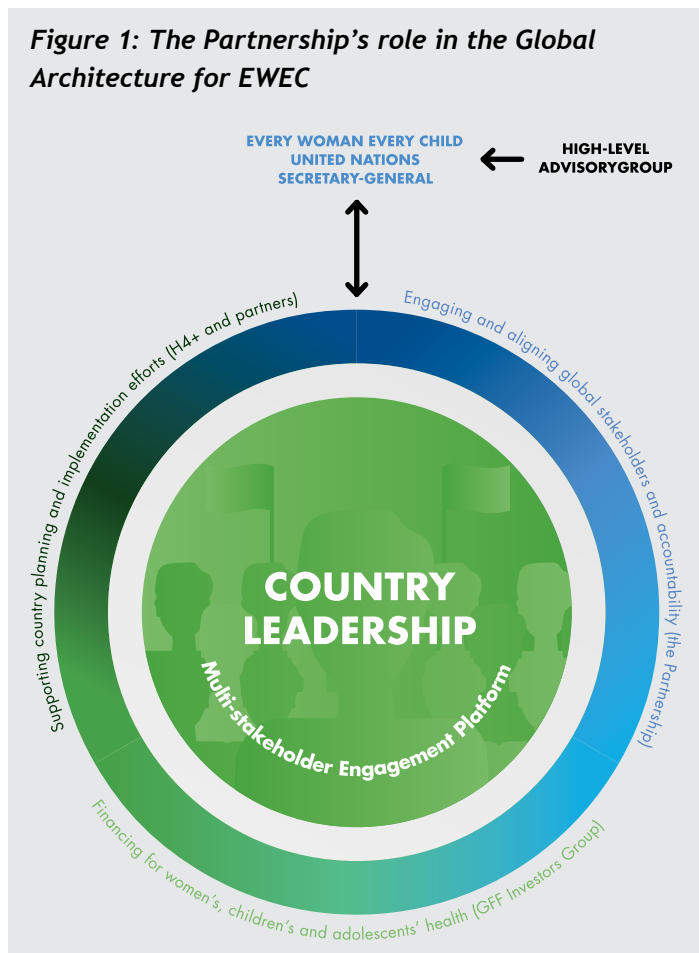 Figure 1: The Partnership’s role in the Global
Architecture for EWEC
EVERY WOMAN EVERY CHILD
UNITED NATIONS
SECRETARY-GENERAL
HIGH-LEVEL
ADVISORYGROUP
Supporting country planning and implementation efforts (H4+ and partners)
Engaging and aligning global stakeholders and accountability (the Partnership)
COUNTRY
LEADERSHIP
Multi-stakeholder Engagement Platform
Financing for women’s, children’s and adolescents’ health (GFF Investors Group)